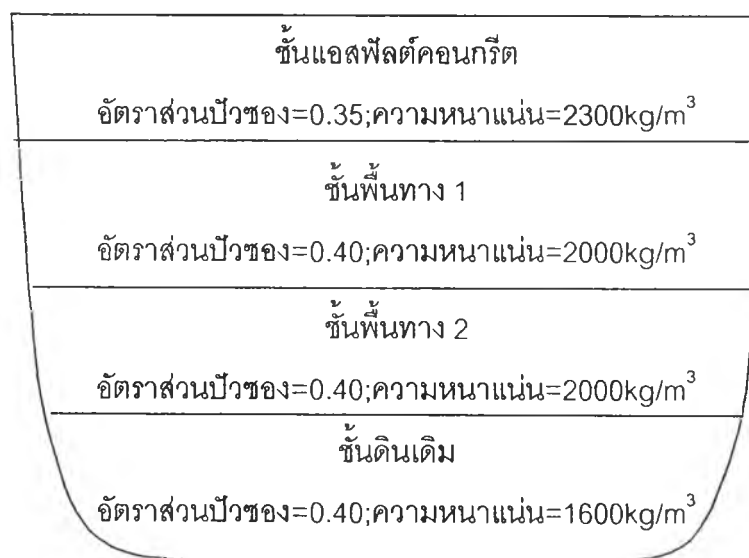 ชั้นแอสฟัลต์คอนกรีต
อัตราส่วนปัวซอง=0.35;ความหนาแน่น=2300kg/m³
ชั้นพื้นทาง 1
อัตราส่วนปัวซอง=0.40;ความหนาแน่น=2000kg/m³
ชั้นพื้นทาง 2
อัตราส่วนปัวซอง=0.40;ความหนาแน่น=2000kg/m³
ชั้นดินเดิม
อัตราส่วนปัวซอง=0.40;ความหนาแน่น=1600kg/m³